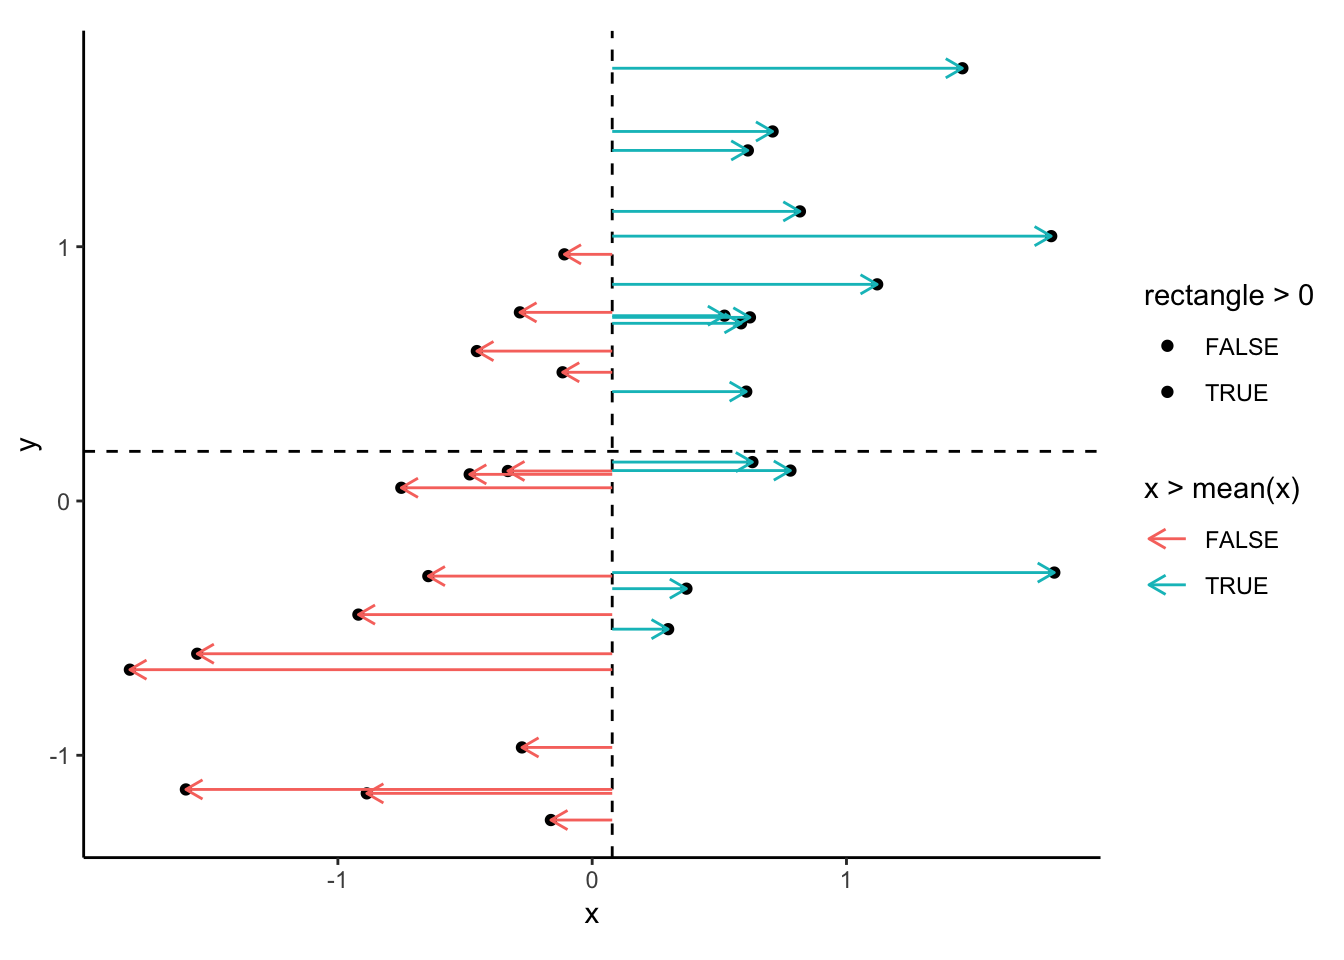 1
0
-1
y
-1
0
1
x
rectangle > 0
FALSE
TRUE
x > mean(x)
FALSE
TRUE